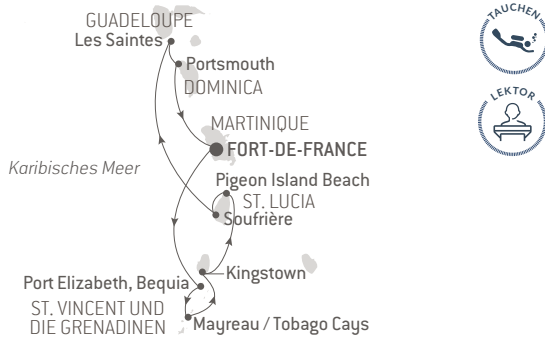 GUADELOUPE
Les Saintes
Portsmouth
DOMINICA
MARTINIQUE
FORT-DE-FRANCE
Karibisches Meer
Pigeon Island Beach
ST. LUCIA
Soufrière
Kingstown
Port Elizabeth, Bequia
ST. VINCENT UND
DIE GRENADINEN
Mayreau / Tobago Cays
TAUCHEN
LEKTOR